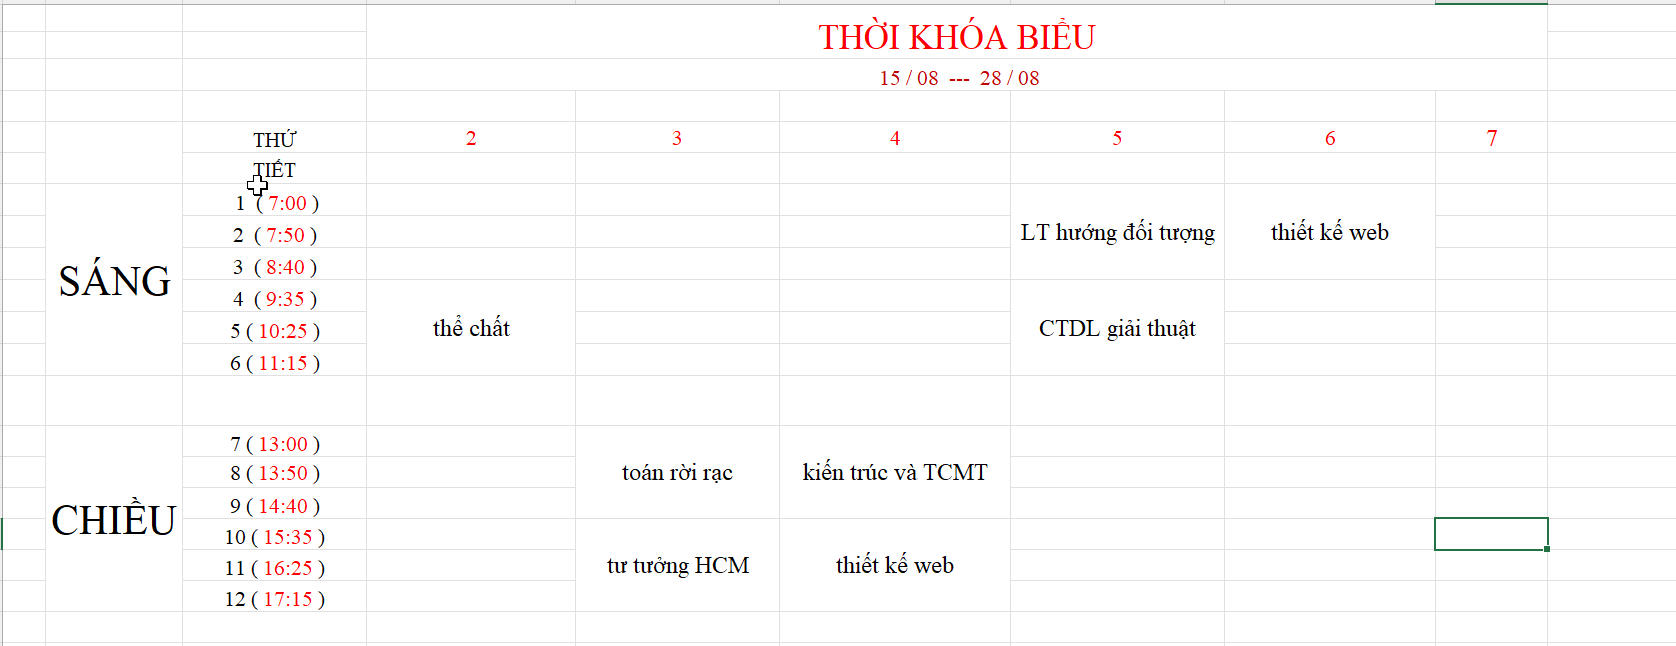 THỜI KHÓA BIỂU
15 / 08 --- 28 / 08
THỨ 2 3 4 5 6 7
TIẾT
SÁNG
1 ( 7:00 )
2 ( 7:50 ) LT hướng đối tượng thiết kế web
3 ( 8:40 )
4 ( 9:35 )
5 ( 10:25 ) thể chất CTDL giải thuật
6 ( 11:15 )
CHIỀU
7 ( 13:00 )
8 ( 13:50 ) toán rời rạc kiến trúc và TCMT
9 ( 14:40 )
10 ( 15:35 )
11 ( 16:25 ) tư tưởng HCM thiết kế web
12 ( 17:15 )